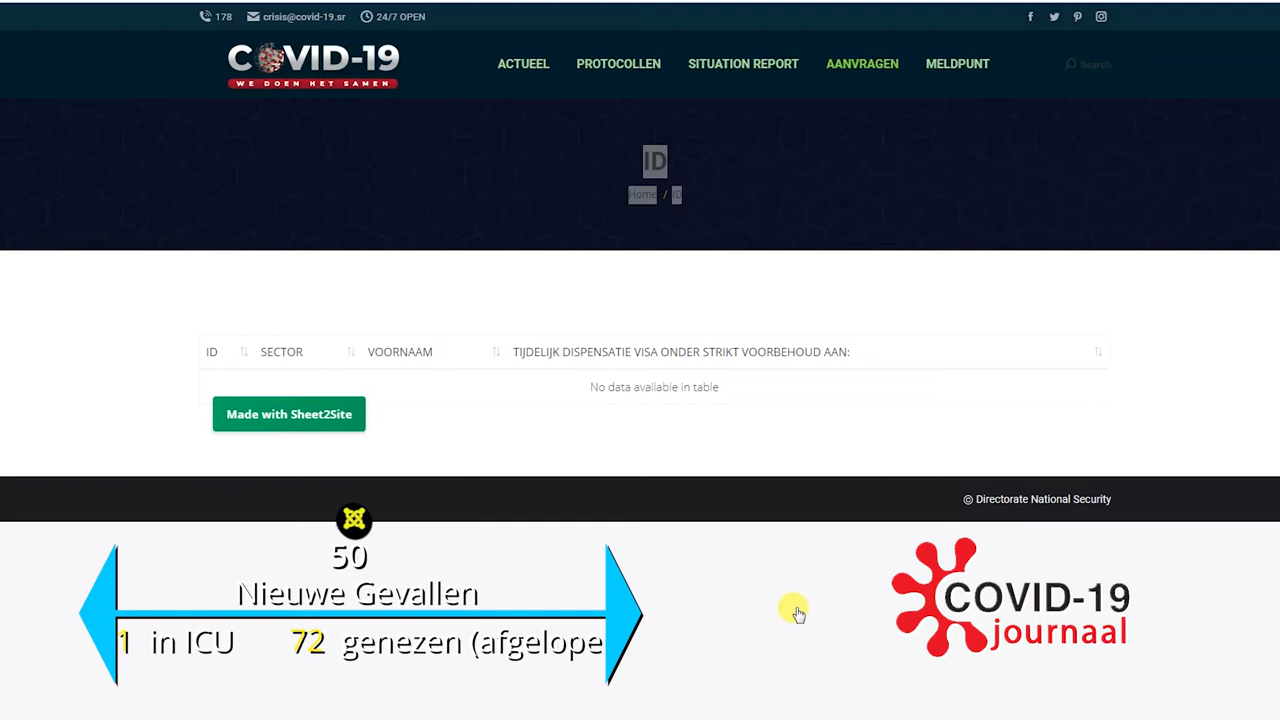 178 crisis@covid-19.sr 24/7 OPEN
COVID-19
WE DOEN HET SAMEN
ACTUEEL PROTOCOLLEN SITUATION REPORT AANVRAGEN MELDPUNT Search
ID
Home / ID
ID SECTOR VOORNAAM TIJDELIJK DISPENSATIE VISA ONDER STRIKT VOORBEHOUD AAN:
No data available in table
Made with Sheet2Site
© Directorate National Security
50
Nieuwe Gevallen
1 in ICU 72 genezen (afgelope
COVID-19
journaal